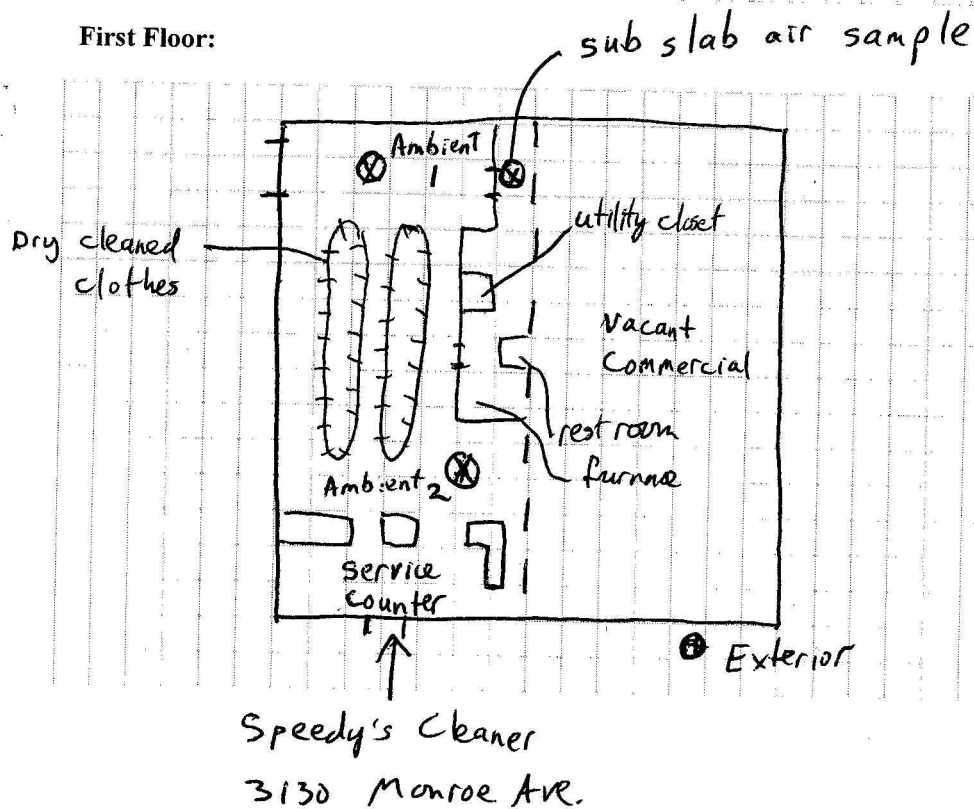 First Floor:
sub slab air sample
Ambient
1
utility closet
Dry cleaned
clothes
Vacant
Commercial
rest room
furnace
Ambient 2
Service
Counter
Exterior
Speedy's Cleaner
3130 Monroe Ave.